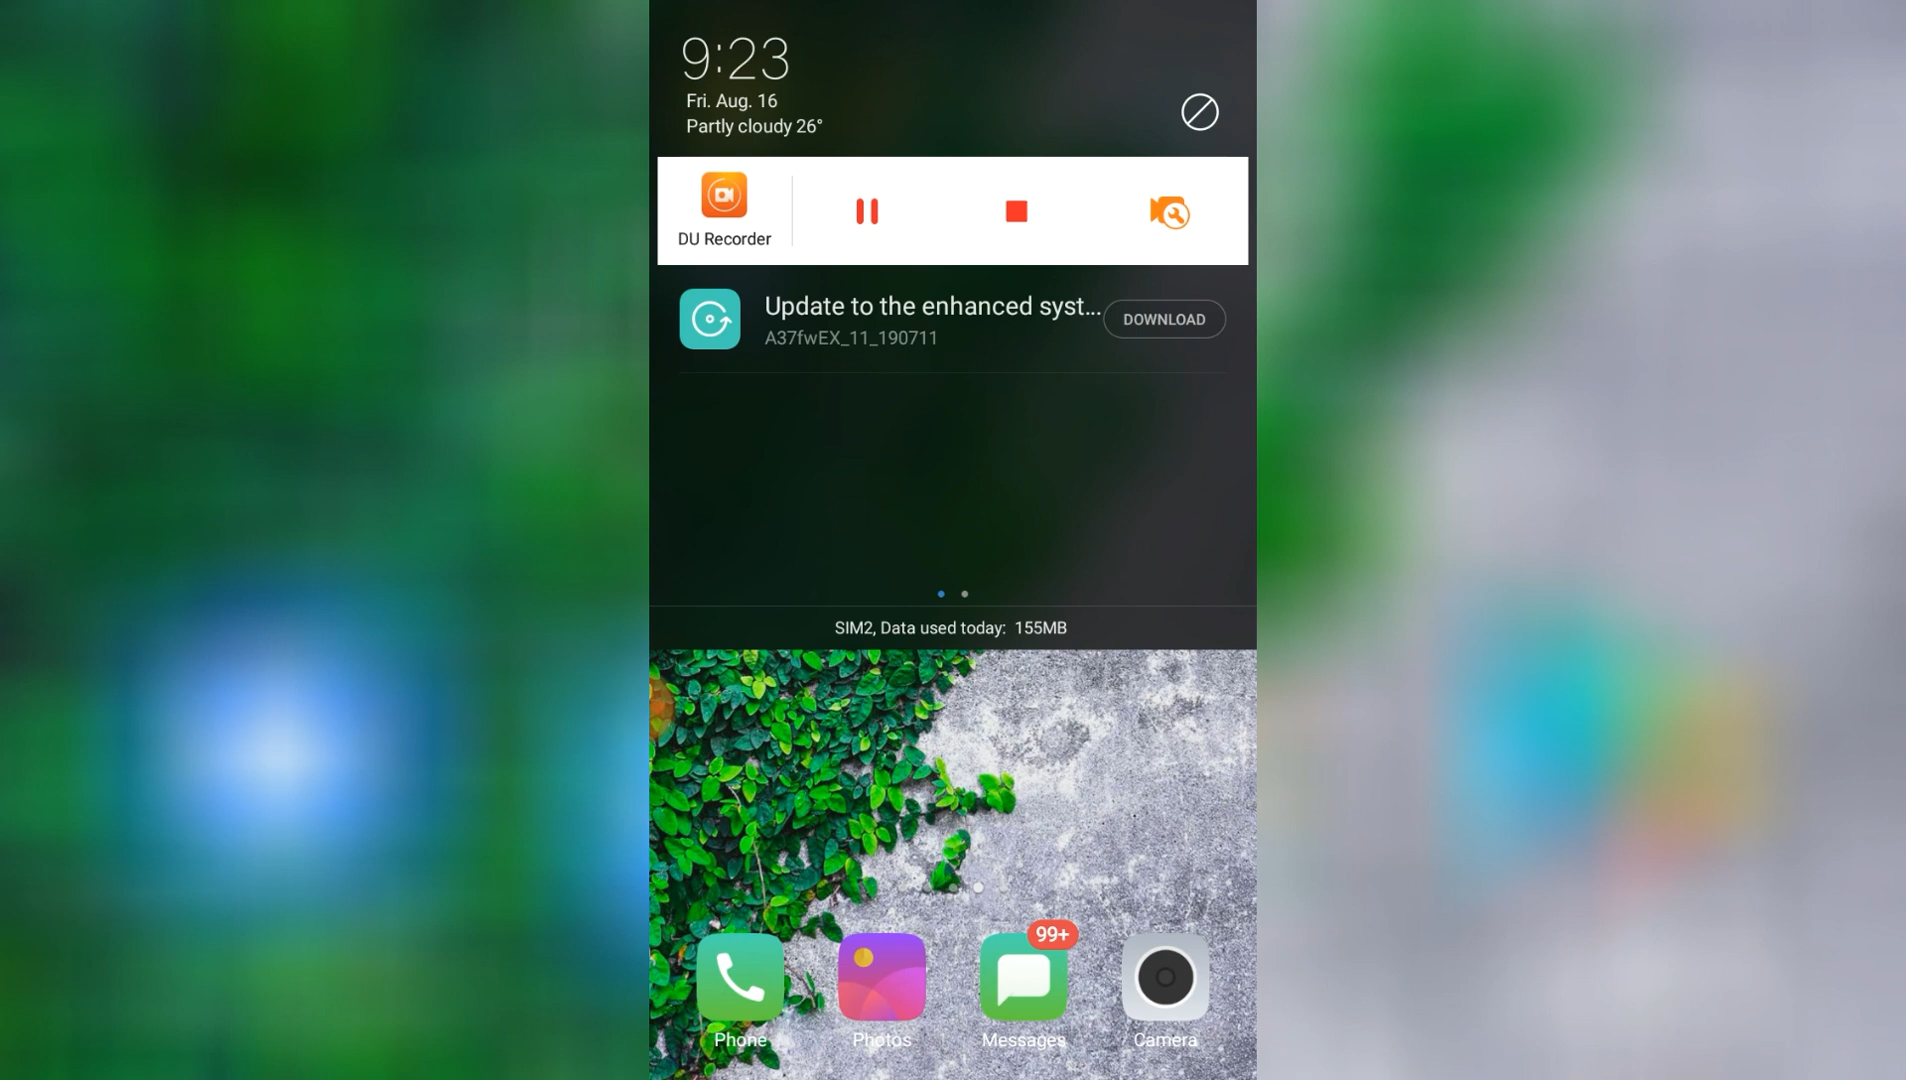 9:23
Fri. Aug. 16
Partly cloudy 26°
DU Recorder
Update to the enhanced syst...
DOWNLOAD
A37fwEX_11_190711
SIM2, Data used today: 155MB
99+
Phone
Photos
Messages
Camera